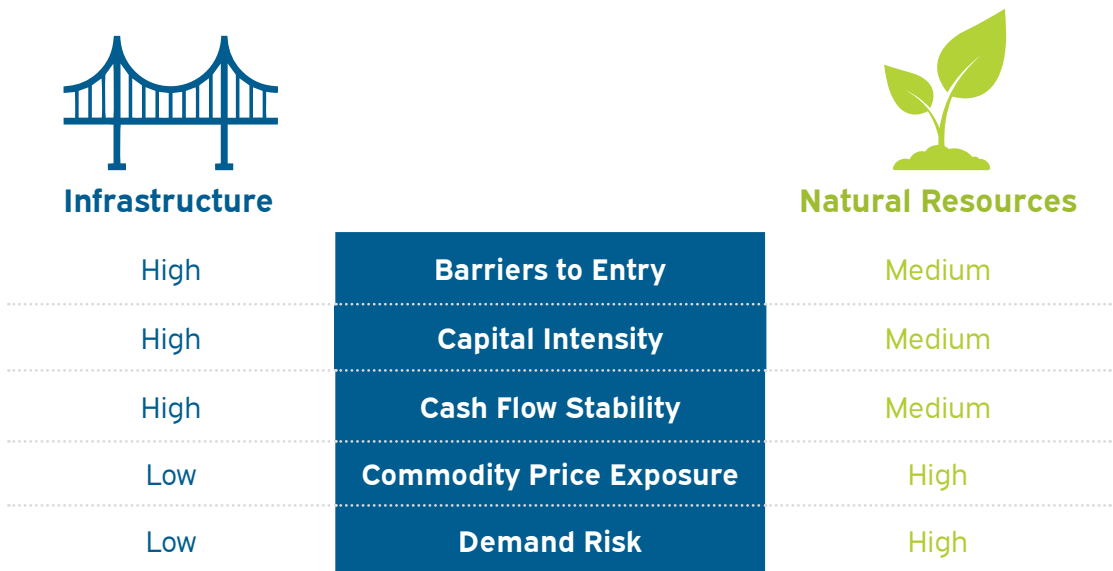 Infrastructure
Natural Resources
High
Barriers to Entry
Medium
High
Capital Intensity
Medium
High
Cash Flow Stability
Medium
Low
Commodity Price Exposure
High
Low
Demand Risk
High